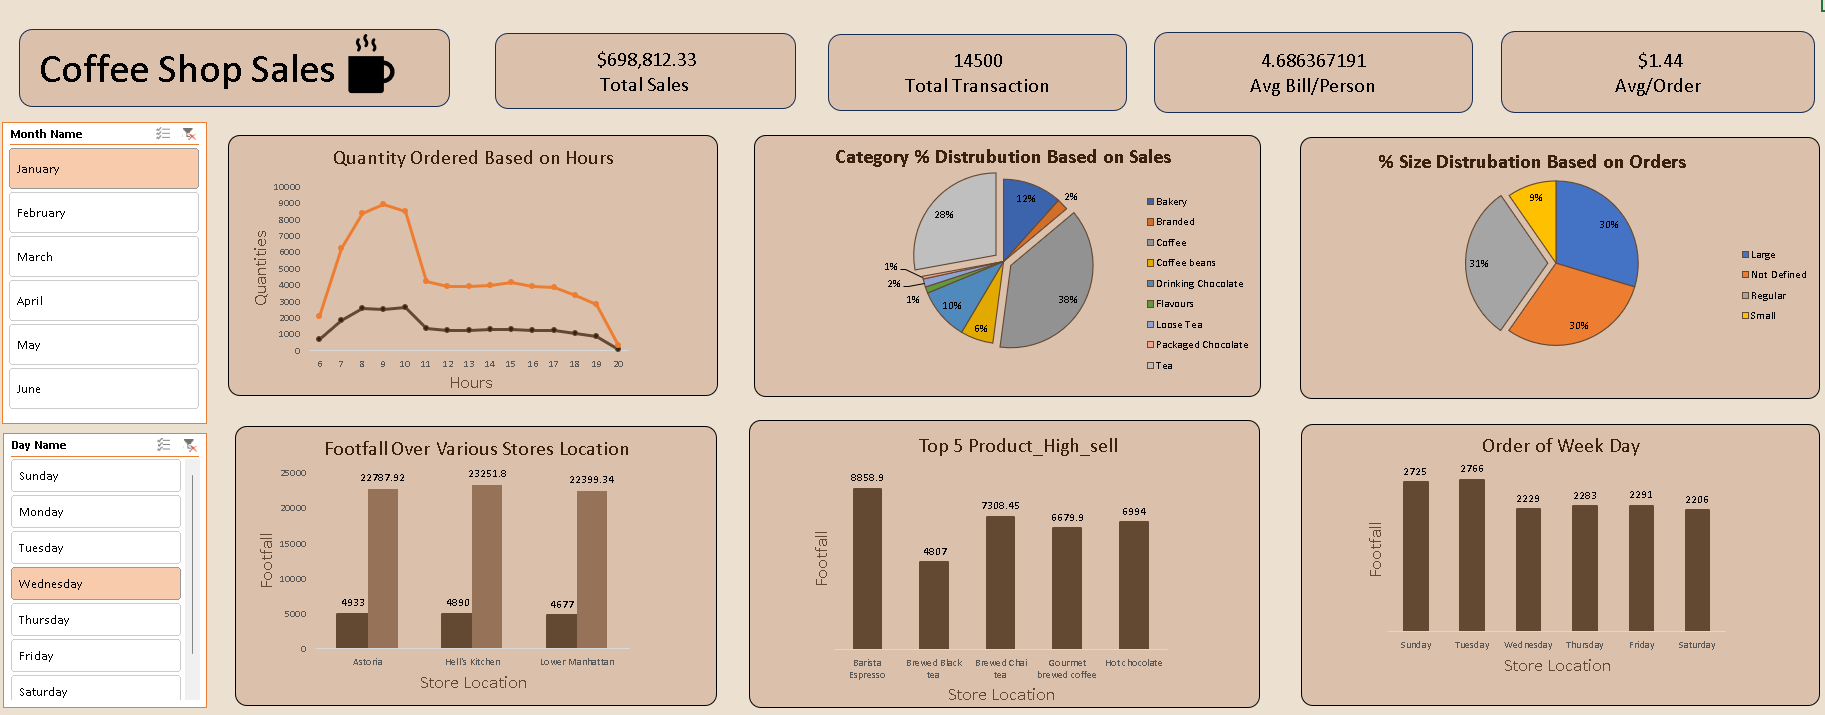 Coffee Shop Sales
$698,812.33
Total Sales
14500
Total Transaction
4.686367191
Avg Bill/Person
$1.44
Avg/Order
Month Name
January
February
March
April
May
June
Day Name
Sunday
Monday
Tuesday
Wednesday
Thursday
Friday
Saturday
Quantity Ordered Based on Hours
Quantities
10000
9000
8000
7000
6000
5000
4000
3000
2000
1000
0
6 7 8 9 10 11 12 13 14 15 16 17 18 19 20
Hours
Category % Distrubution Based on Sales
12%
2%
38%
6%
10%
1%
2%
1%
28%
Bakery
Branded
Coffee
Coffee beans
Drinking Chocolate
Flavours
Loose Tea
Packaged Chocolate
Tea
% Size Distrubation Based on Orders
30%
30%
31%
9%
Large
Not Defined
Regular
Small
Footfall Over Various Stores Location
Footfall
25000
20000
15000
10000
5000
0
4933
22787.92
4890
23251.8
4677
22399.34
Astoria
Hell's Kitchen
Lower Manhattan
Store Location
Top 5 Product_High_sell
Footfall
8858.9
4807
7308.45
6679.9
6994
Barista
Espresso
Brewed Black
tea
Brewed Chai
tea
Gourmet
brewed coffee
Hot chocolate
Store Location
Order of Week Day
Footfall
2725
2766
2229
2283
2291
2206
Sunday
Tuesday
Wednesday
Thursday
Friday
Saturday
Store Location